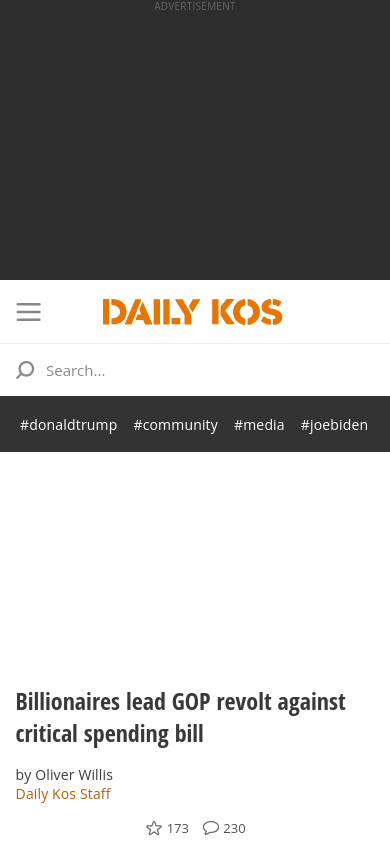 ADVERTISEMENT
DAILY KOS
Search...
#donaldtrump #community #media #joebiden
Billionaires lead GOP revolt against
critical spending bill
by Oliver Willis
Daily Kos Staff
173 230